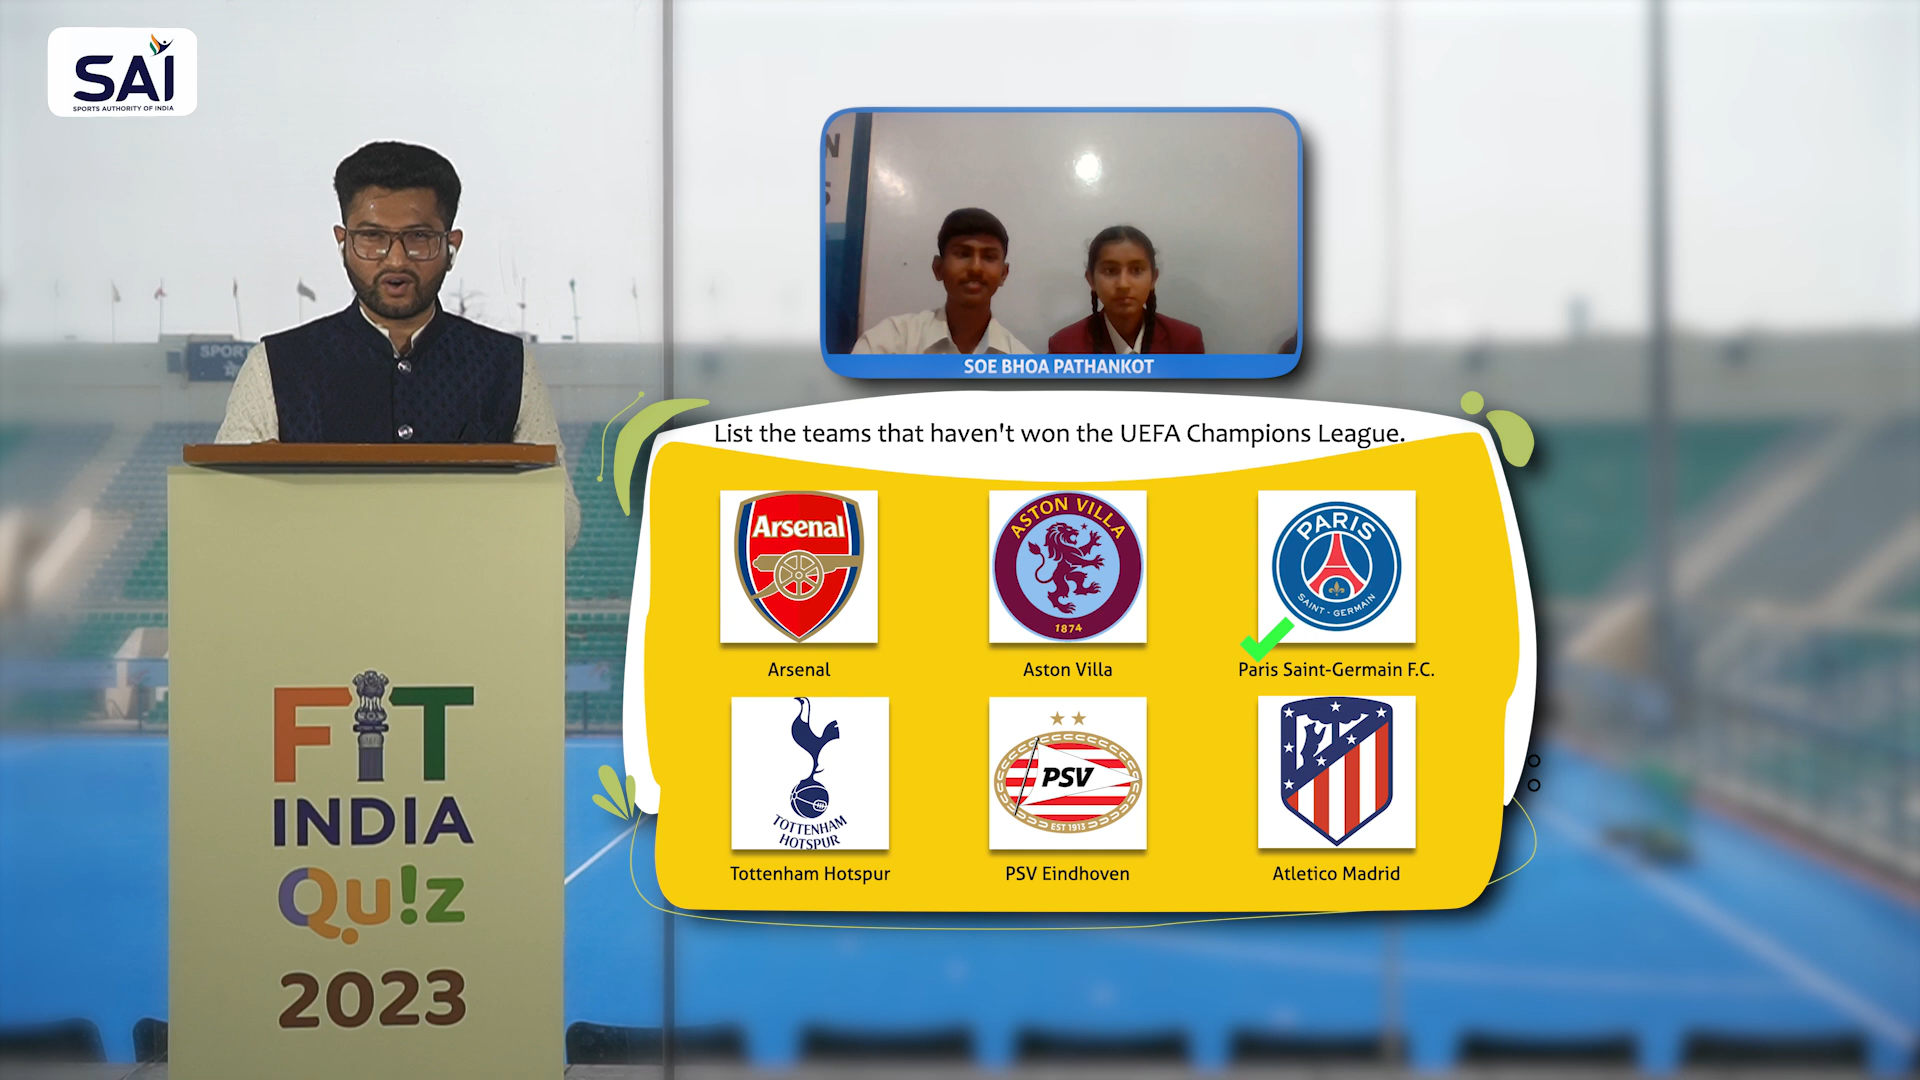 SAI
SPORTS AUTHORITY OF INDIA
N
S
SPORT
SOE BHOA PATHANKOT
List the teams that haven't won the UEFA Champions League.
Arsenal
ASTON VILLA
1874
PARIS
SAINT-GERMAIN
Arsenal
Aston Villa
Paris Saint-Germain F.C.
TOTTENHAM
HOTSPUR
PSV
EST 1913
Tottenham Hotspur
PSV Eindhoven
Atletico Madrid
FIT
INDIA
Qu!z
2023